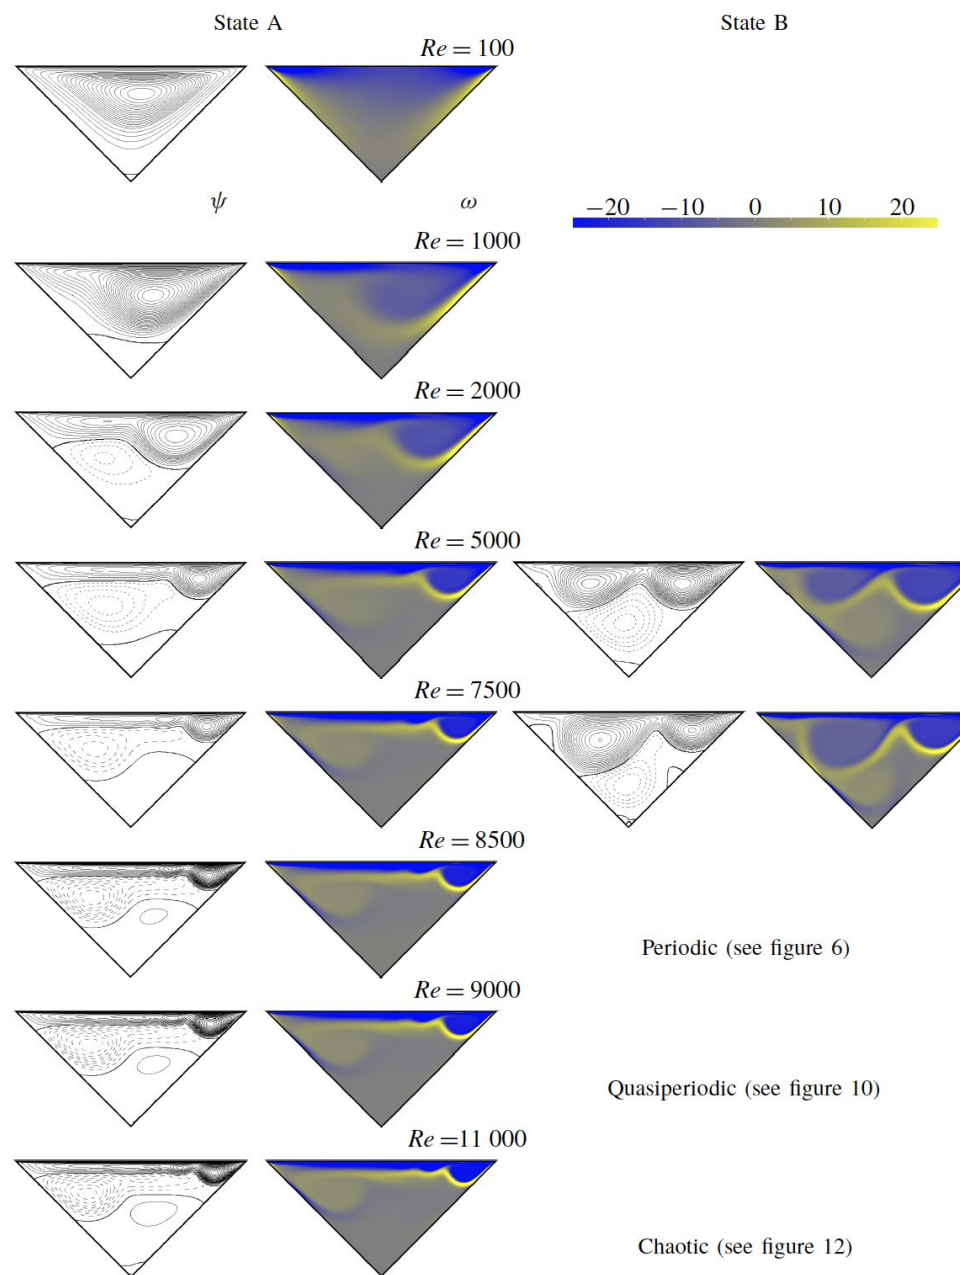 State A State B
Re = 100
ψ ω −20 −10 0 10 20
Re = 1000
Re = 2000
Re = 5000
Re = 7500
Re = 8500
Periodic (see figure 6)
Re = 9000
Quasiperiodic (see figure 10)
Re =11 000
Chaotic (see figure 12)